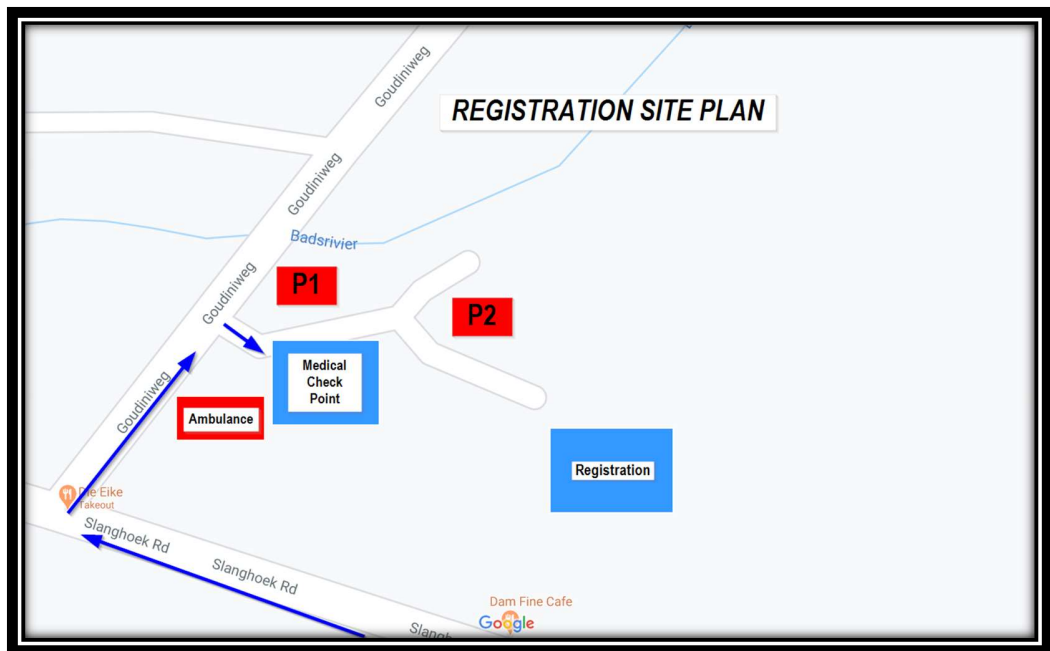 Goudiniweg
REGISTRATION SITE PLAN
Goudiniweg
Badsrivier
Goudiniweg
P1
P2
Medical
Check
Point
Goudiniweg
Ambulance
Registration
Die Eike
Takeout
Slanghoek Rd
Slanghoek Rd
Dam Fine Cafe
Google